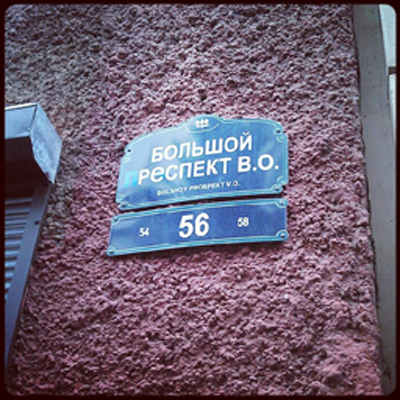 БОЛЬШОЙ
РЕСПЕКТ В.О.
BOLSHOY PROSPEKT V.O.
54 56 58